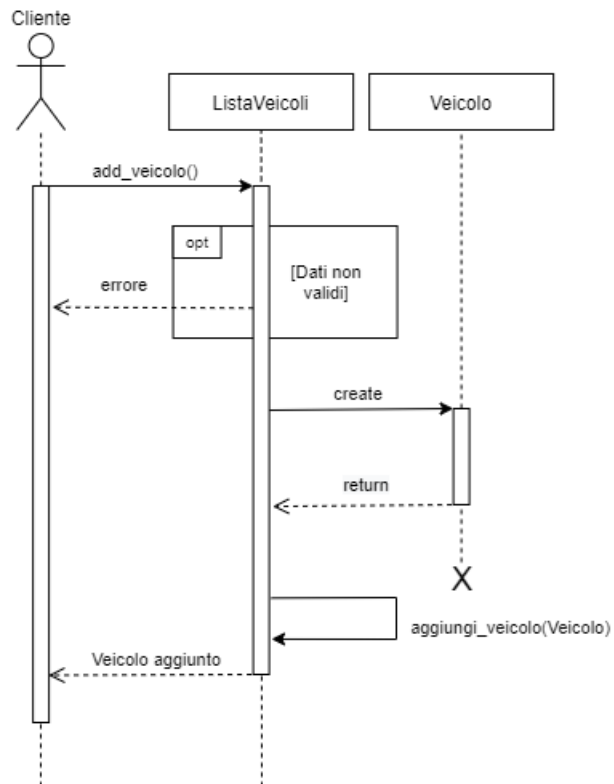 Cliente
ListaVeicoli
Veicolo
add_veicolo()
opt
[Dati non
validi]
errore
create
return
X
aggiungi_veicolo(Veicolo)
Veicolo aggiunto